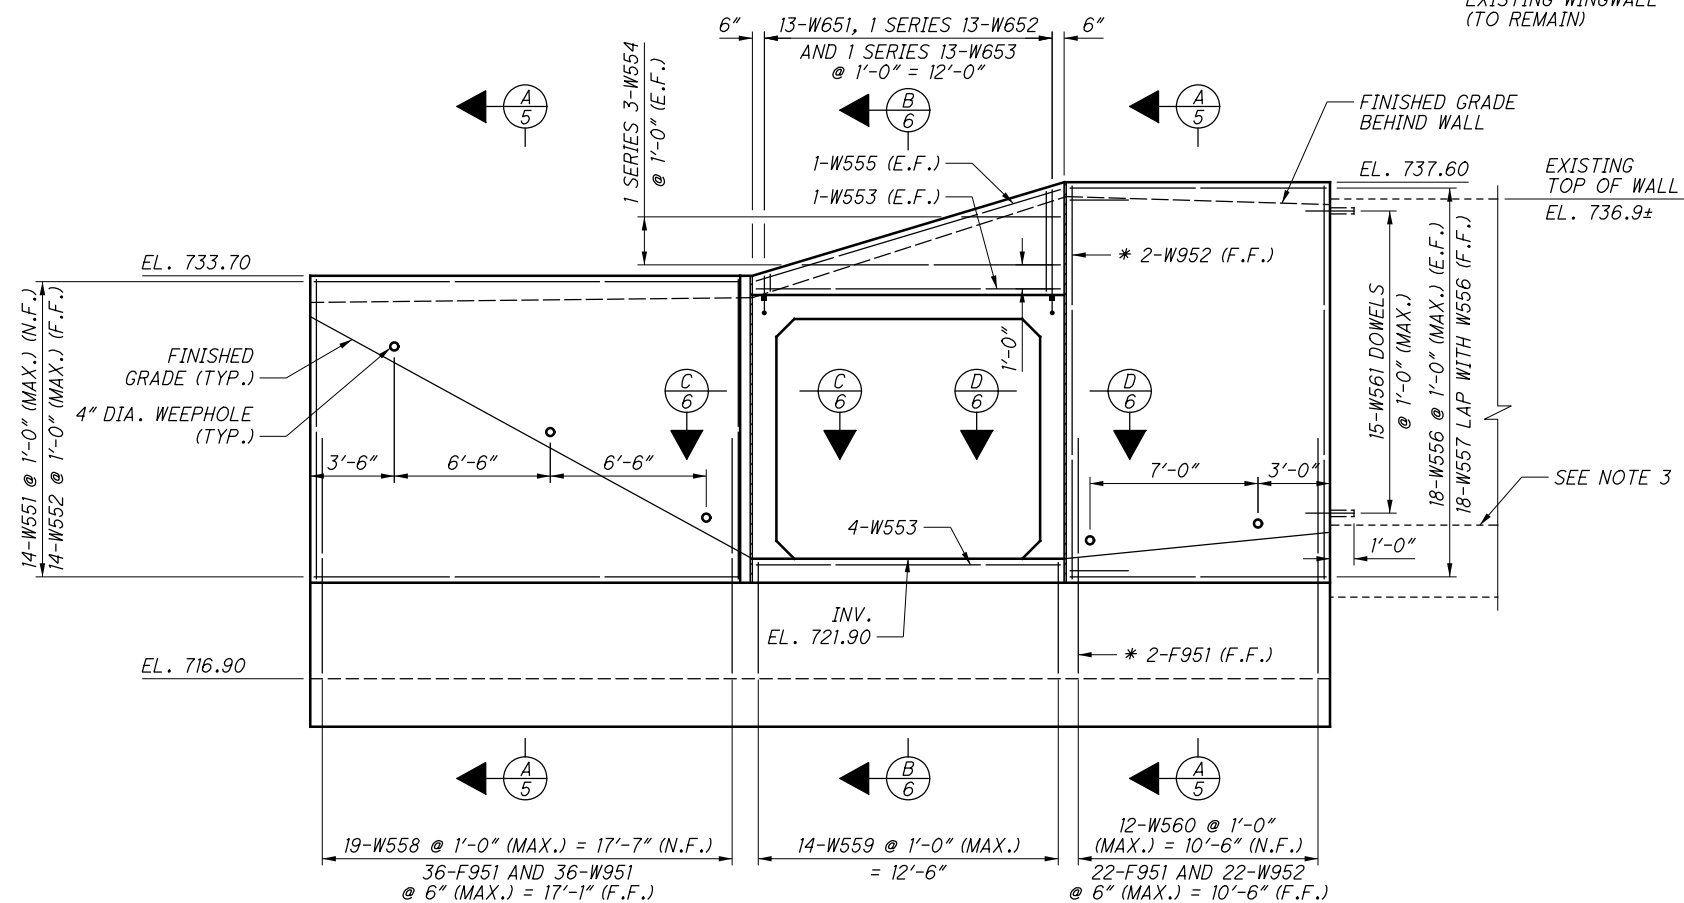 EXISTING WINGWALL
(TO REMAIN)
6"
13-W651, 1 SERIES 13-W652
AND 1 SERIES 13-W653
@ 1'-0" = 12'-0"
6"
1 SERIES 3-W554
@ 1'-0" (E.F.)
A
5
B
6
A
5
FINISHED GRADE
BEHIND WALL
1-W555 (E.F.)
1-W553 (E.F.)
EL. 737.60
EXISTING
TOP OF WALL
EL. 736.9±
EL. 733.70
* 2-W952 (F.F.)
14-W551 @ 1'-0" (MAX.) (N.F.)
14-W552 @ 1'-0" (MAX.) (F.F.)
FINISHED
GRADE (TYP.)
4" DIA. WEEPHOLE
(TYP.)
C
6
C
6
D
6
D
6
1'-0"
15-W561 DOWELS
@ 1'-0" (MAX.)
18-W556 @ 1'-0" (MAX.) (E.F.)
18-W557 LAP WITH W556 (F.F.)
3'-6"
6'-6"
6'-6"
7'-0"
3'-0"
SEE NOTE 3
4-W553
1'-0"
INV.
EL. 721.90
* 2-F951 (F.F.)
EL. 716.90
A
5
B
6
A
5
19-W558 @ 1'-0" (MAX.) = 17'-7" (N.F.)
36-F951 AND 36-W951
@ 6" (MAX.) = 17'-1" (F.F.)
14-W559 @ 1'-0" (MAX.)
= 12'-6"
12-W560 @ 1'-0"
(MAX.) = 10'-6" (N.F.)
22-F951 AND 22-W952
@ 6" (MAX.) = 10'-6" (F.F.)